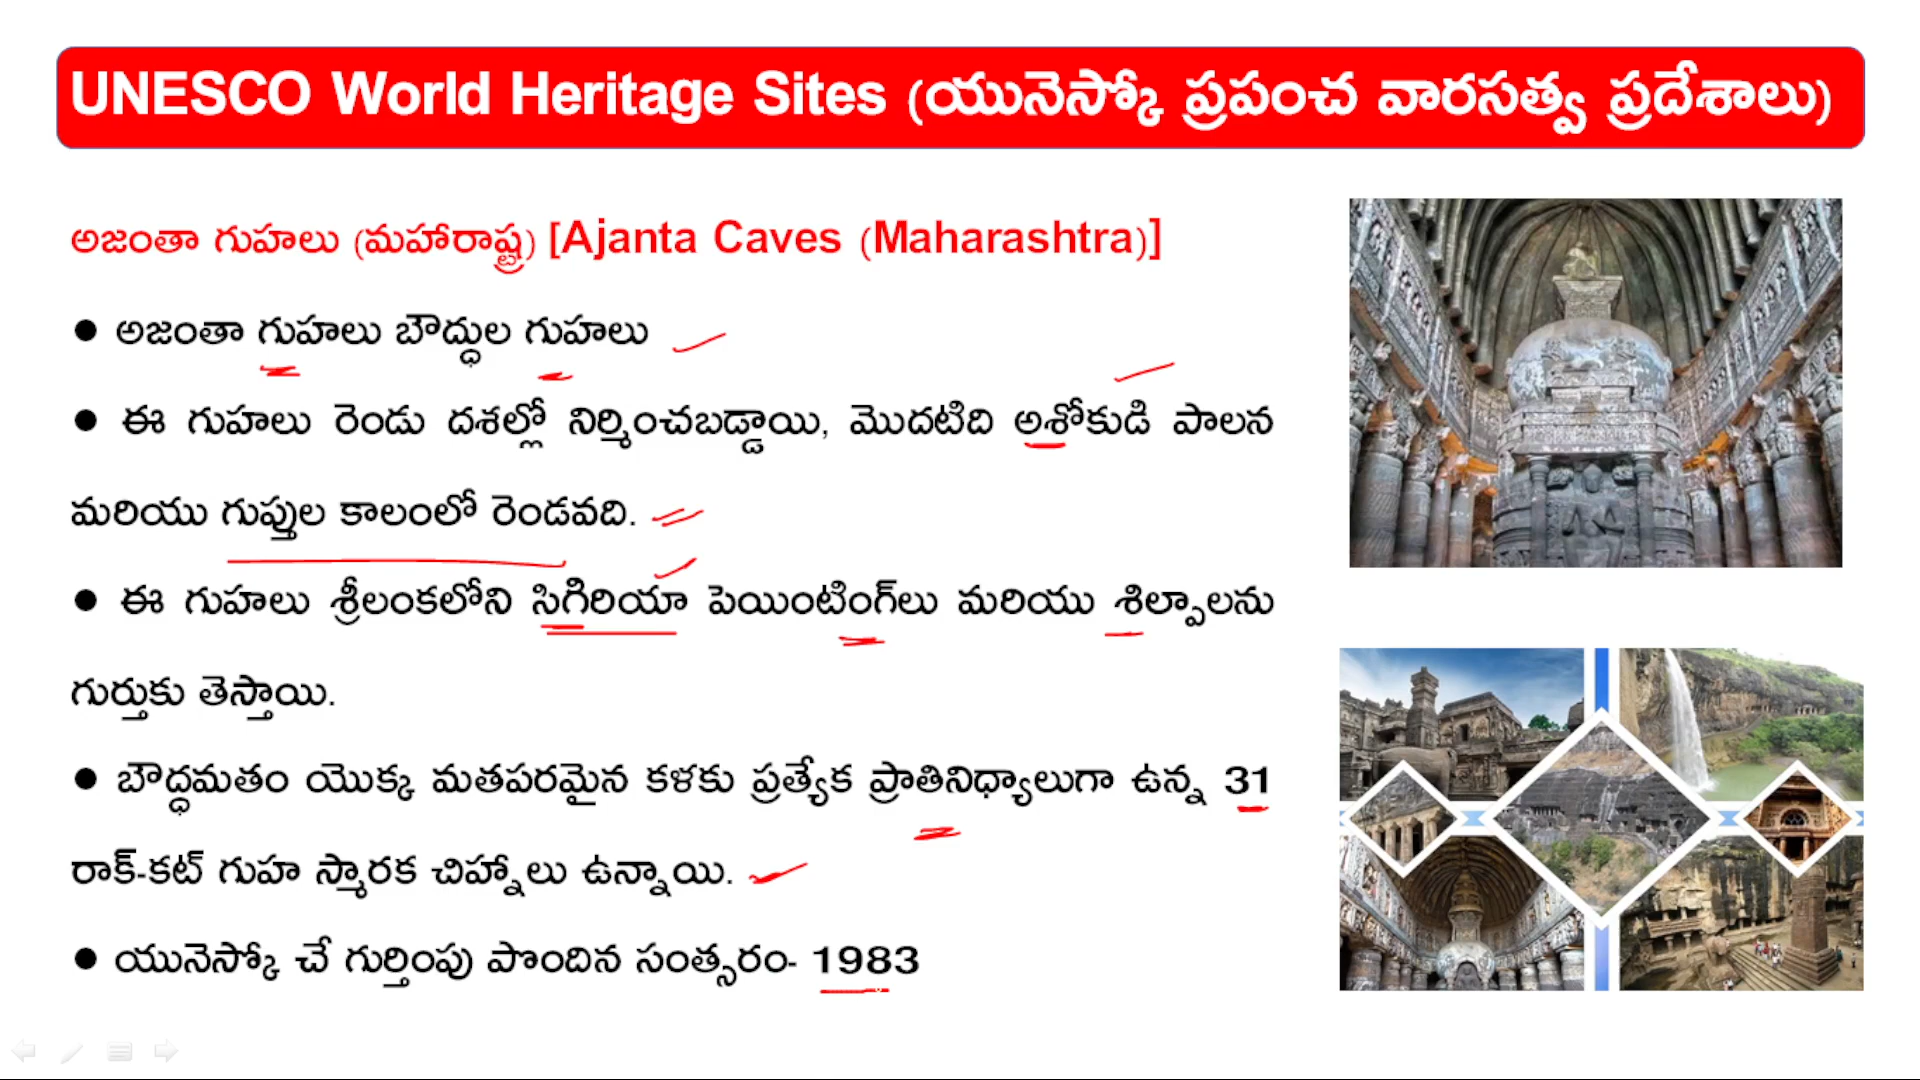 UNESCO World Heritage Sites (యునెస్కో ప్రపంచ వారసత్వ ప్రదేశాలు)
అజంతా గుహలు (మహారాష్ట్ర) [Ajanta Caves (Maharashtra)]
● అజంతా గుహలు బౌద్ధుల గుహలు
● ఈ గుహలు రెండు దశల్లో నిర్మించబడ్డాయి, మొదటిది అశోకుడి పాలన
మరియు గుప్తుల కాలంలో రెండవది.
● ఈ గుహలు శ్రీలంకలోని సిగిరియా పెయింటింగ్‌లు మరియు శిల్పాలను
గుర్తుకు తెస్తాయి.
● బౌద్ధమతం యొక్క మతపరమైన కళకు ప్రత్యేక ప్రాతినిధ్యాలుగా ఉన్న 31
రాక్-కట్ గుహ స్మారక చిహ్నాలు ఉన్నాయి.
● యునెస్కో చే గుర్తింపు పొందిన సంత్సరం- 1983